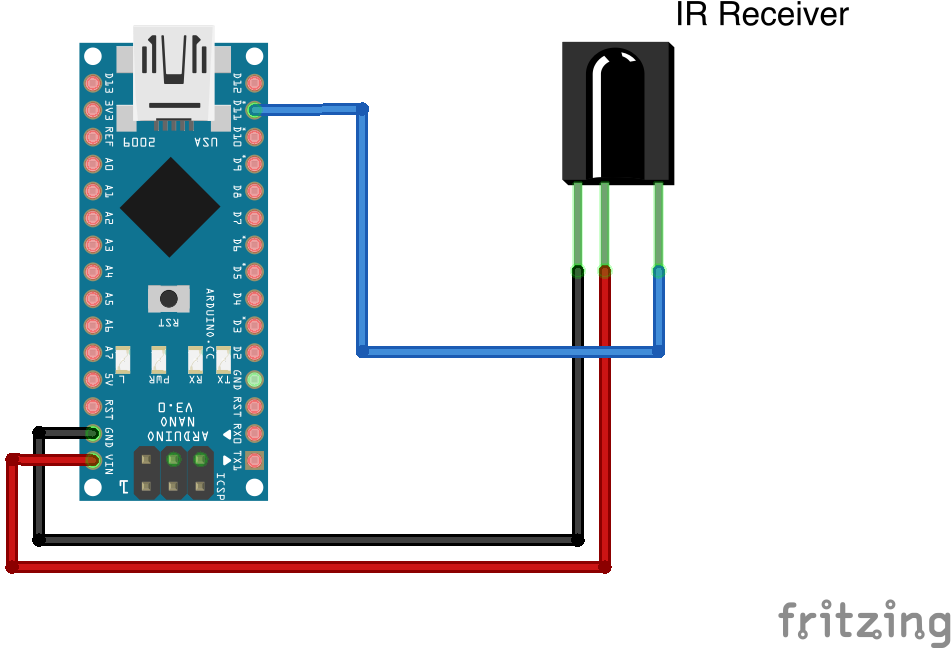 IR Receiver
D13
3V3
REF
A0
A1
A2
A3
A4
A5
A6
A7
5V
RST
GND
VIN
D12
D11
D10
D9
D8
D7
D6
D5
D4
D3
D2
GND
RST
RX0
TX1
2009
USA
RST
ARDUINO.CC
L
PWR
RX
TX
ARDUINO
NANO
V3.0
ICSP
1
fritzing